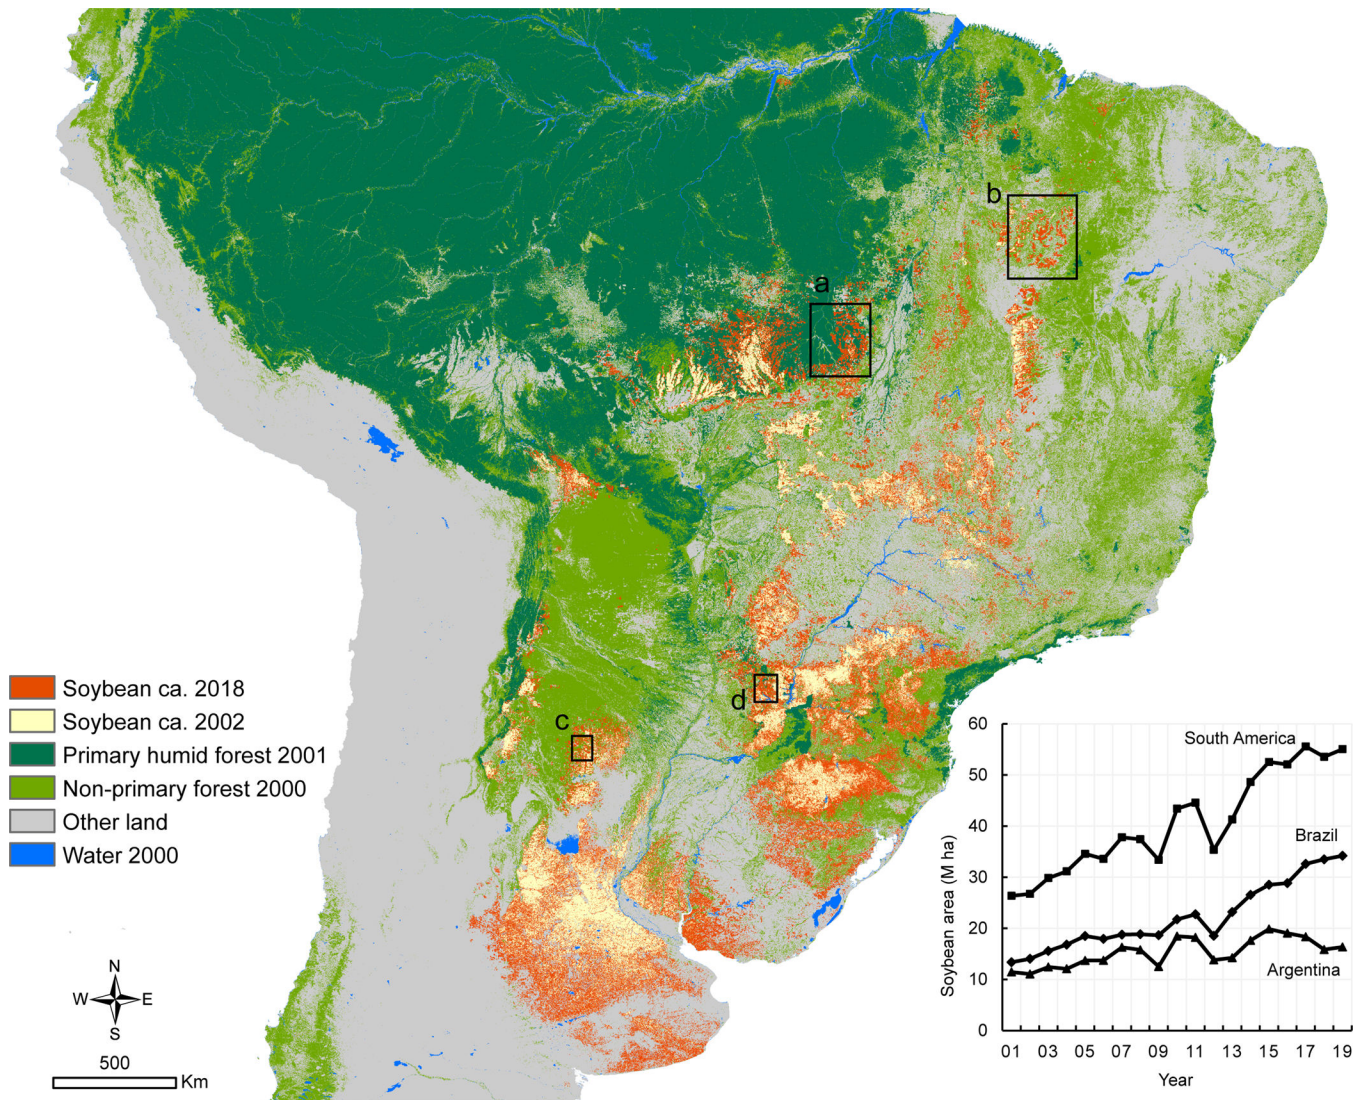 b
a
c
d
Soybean ca. 2018
Soybean ca. 2002
Primary humid forest 2001
Non-primary forest 2000
Other land
Water 2000
N
W E
S
500
Km
60
50
40
30
20
10
0
Soybean area (M ha)
South America
Brazil
Argentina
01 03 05 07 09 11 13 15 17 19
Year